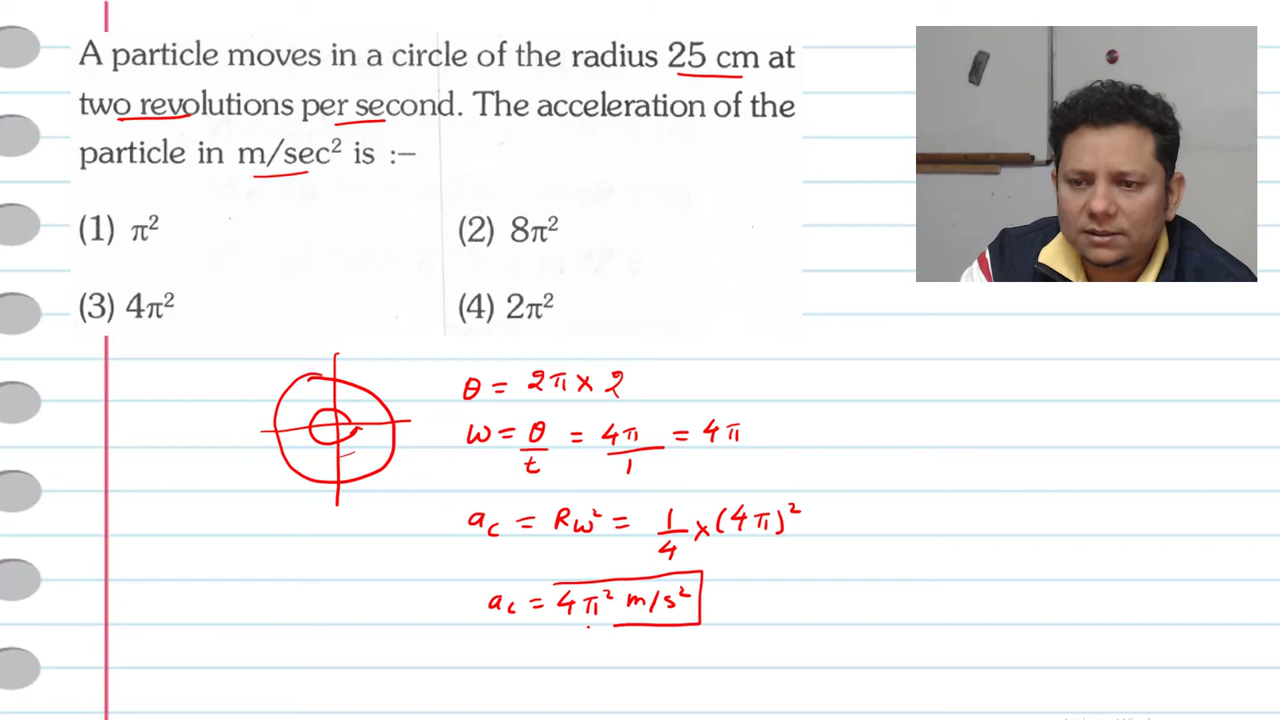 A particle moves in a circle of the radius 25 cm at
two revolutions per second. The acceleration of the
particle in m/sec² is :–
(1) π² (2) 8π²
(3) 4π² (4) 2π²
θ = 2π × 2
ω = θ/t = 4π/1 = 4π
a꜀ = Rω² = 1/4 × (4π)²
a꜀ = 4π² m/s²